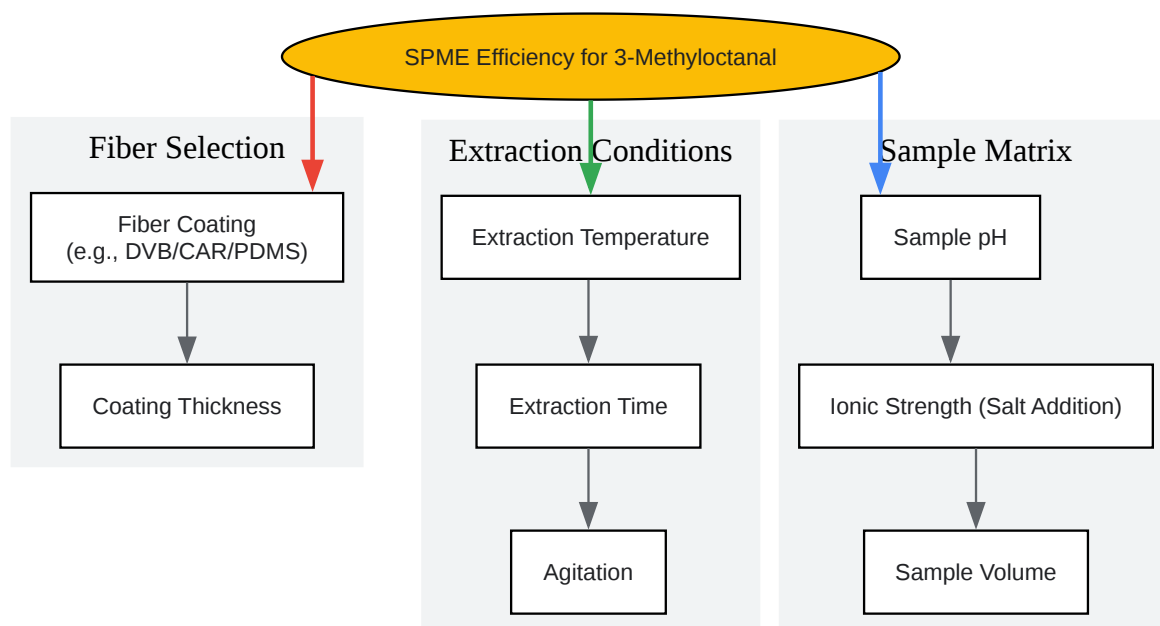 SPME Efficiency for 3-Methyloctanal
Fiber Selection
Fiber Coating
(e.g., DVB/CAR/PDMS)
Coating Thickness
Extraction Conditions
Extraction Temperature
Extraction Time
Agitation
Sample Matrix
Sample pH
Ionic Strength (Salt Addition)
Sample Volume